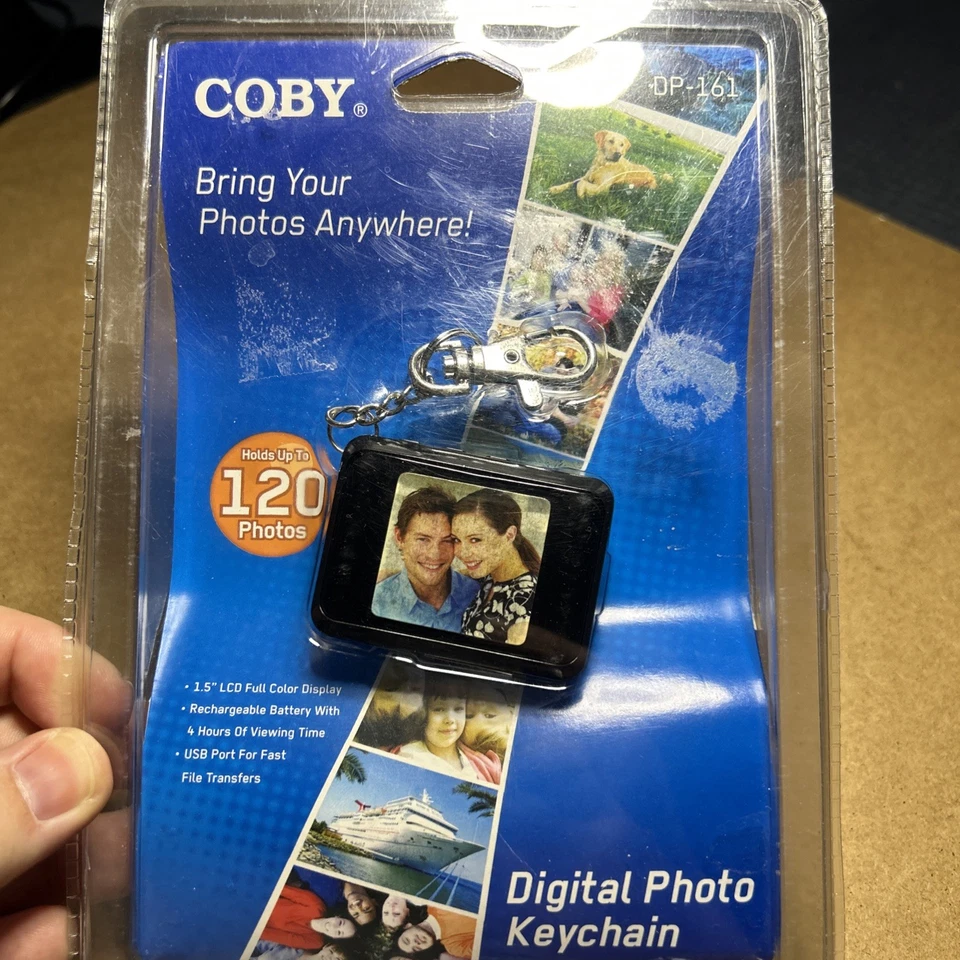 COBY®
DP-161
Bring Your
Photos Anywhere!
Holds Up To
120
Photos
• 1.5" LCD Full Color Display
• Rechargeable Battery With
4 Hours Of Viewing Time
• USB Port For Fast
File Transfers
Digital Photo
Keychain